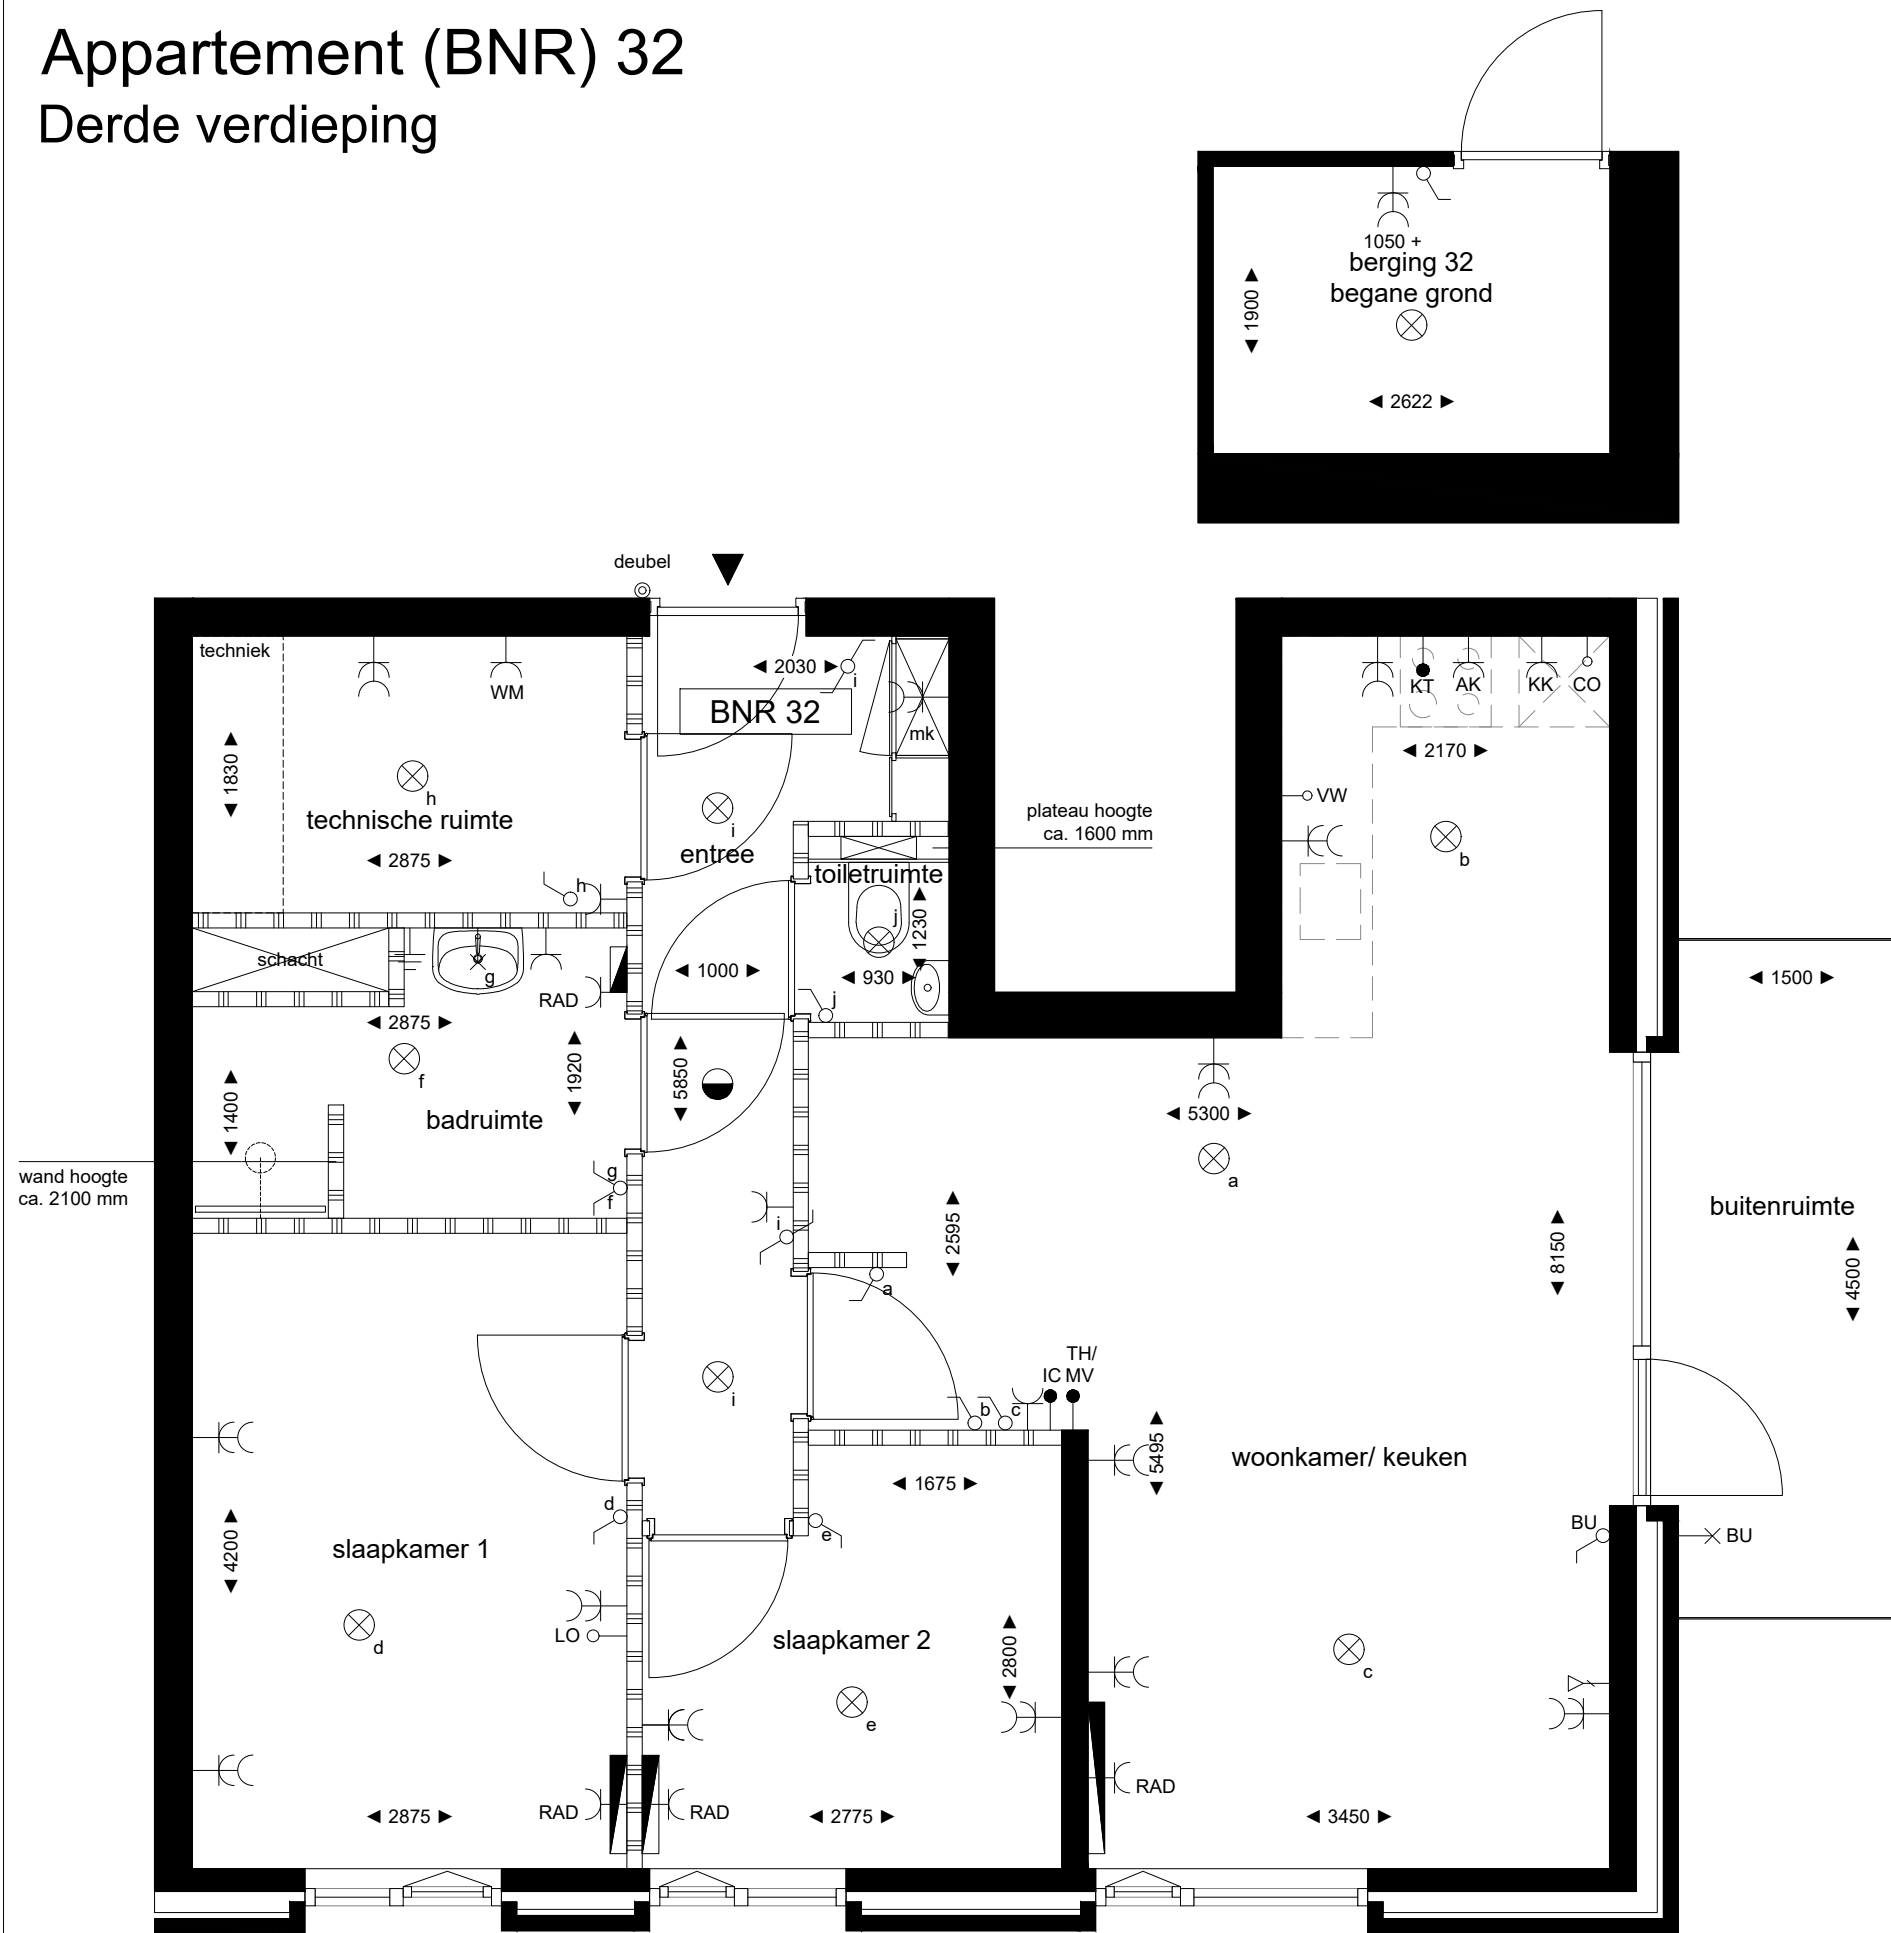 Appartement (BNR) 32
Derde verdieping
1050 +
berging 32
begane grond
1900
2622
deubel
techniek
WM
2030
i
BNR 32
mk
KT
AK
KK
CO
2170
VW
b
1830
h
technische ruimte
2875
h
i
entree
plateau hoogte
ca. 1600 mm
toiletruimte
j
1230
930
j
1000
schacht
g
RAD
2875
f
1920
1400
badruimte
5850
wand hoogte
ca. 2100 mm
g
f
i
5300
a
2595
a
8150
1500
buitenruimte
4500
i
TH/
IC
MV
b
c
5495
woonkamer/ keuken
1675
d
e
BU
BU
4200
slaapkamer 1
d
LO
slaapkamer 2
2800
e
c
RAD
RAD
RAD
2875
2775
3450